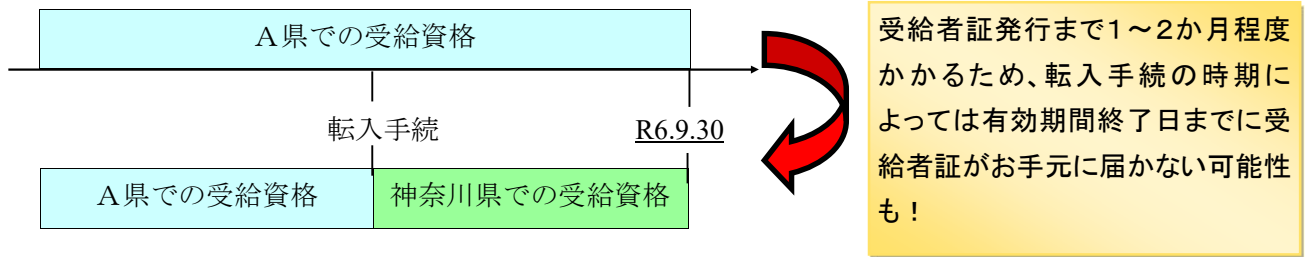 A県での受給資格
転入手続
R6.9.30
A県での受給資格
神奈川県での受給資格
受給者証発行まで1~2か月程度
かかるため、転入手続の時期に
よっては有効期間終了日までに受
給者証がお手元に届かない可能性
も!